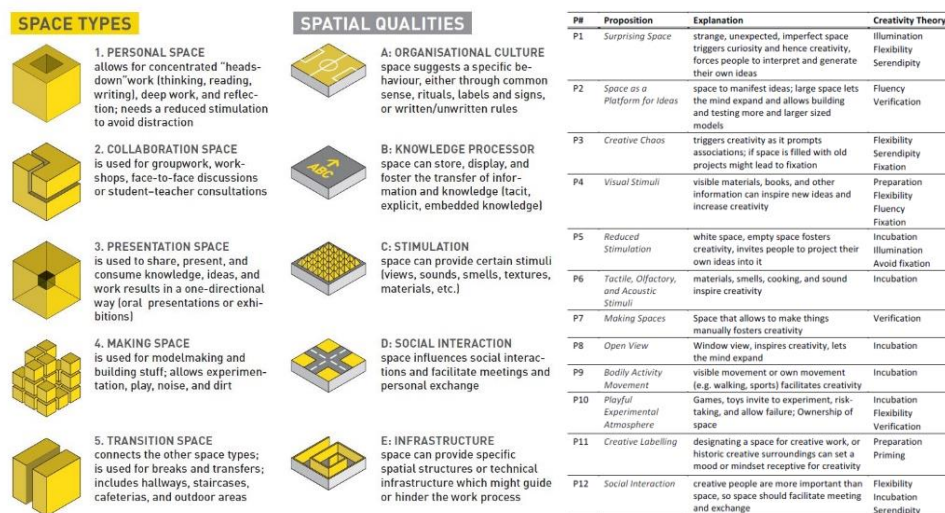 SPACE TYPES
1. PERSONAL SPACE
allows for concentrated "heads-
down"work (thinking, reading,
writing), deep work, and reflec-
tion; needs a reduced stimulation
to avoid distraction
2. COLLABORATION SPACE
is used for groupwork, work-
shops, face-to-face discussions
or student–teacher consultations
3. PRESENTATION SPACE
is used to share, present, and
consume knowledge, ideas, and
work results in a one-directional
way (oral presentations or exhi-
bitions)
4. MAKING SPACE
is used for modelmaking and
building stuff; allows experimen-
tation, play, noise, and dirt
5. TRANSITION SPACE
connects the other space types;
is used for breaks and transfers;
includes hallways, staircases,
cafeterias, and outdoor areas
SPATIAL QUALITIES
A: ORGANISATIONAL CULTURE
space suggests a specific be-
haviour, either through common
sense, rituals, labels and signs,
or written/unwritten rules
ABC
B: KNOWLEDGE PROCESSOR
space can store, display, and
foster the transfer of infor-
mation and knowledge (tacit,
explicit, embedded knowledge)
C: STIMULATION
space can provide certain stimuli
(views, sounds, smells, textures,
materials, etc.)
D: SOCIAL INTERACTION
space influences social interac-
tions and facilitate meetings and
personal exchange
E: INFRASTRUCTURE
space can provide specific
spatial structures or technical
infrastructure which might guide
or hinder the work process
P# Proposition Explanation Creativity Theory
P1 Surprising Space strange, unexpected, imperfect space Illumination
triggers curiosity and hence creativity, Flexibility
forces people to interpret and generate Serendipity
their own ideas
P2 Space as a space to manifest ideas; large space lets Fluency
Platform for Ideas the mind expand and allows building Verification
and testing more and larger sized
models
P3 Creative Chaos triggers creativity as it prompts Flexibility
associations; if space is filled with old Serendipity
projects might lead to fixation Fixation
P4 Visual Stimuli visible materials, books, and other Preparation
information can inspire new ideas and Flexibility
increase creativity Fluency
Fixation
P5 Reduced white space, empty space fosters Incubation
Stimulation creativity, invites people to project their Illumination
own ideas into it Avoid fixation
P6 Tactile, Olfactory, materials, smells, cooking, and sound Incubation
and Acoustic inspire creativity
Stimuli
P7 Making Spaces Space that allows to make things Verification
manually fosters creativity
P8 Open View Window view, inspires creativity, lets Incubation
the mind expand
P9 Bodily Activity visible movement or own movement Incubation
Movement (e.g. walking, sports) facilitates creativity
P10 Playful Games, toys invite to experiment, risk- Incubation
Experimental taking, and allow failure; Ownership of Flexibility
Atmosphere space Verification
P11 Creative Labelling designating a space for creative work, or Preparation
historic creative surroundings can set a Priming
mood or mindset receptive for creativity
P12 Social Interaction creative people are more important than Flexibility
space, so space should facilitate meeting Incubation
and exchange Serendipity